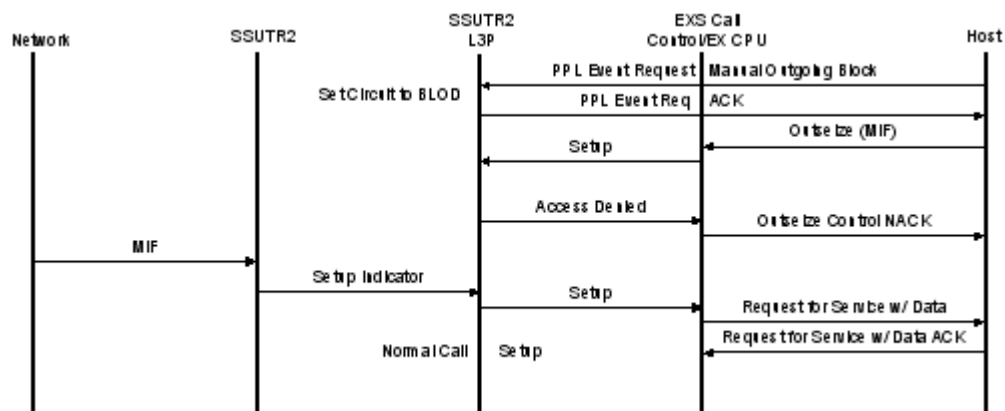 SSUTR2 EXS Call
Network SSUTR2 L3P Control/EX CPU Host
PPL Event Request Manual Outgoing Block
Set Circuit to BLOD
PPL Event Req ACK
Outseize (MIF)
Setup
Access Denied
Outseize Control NACK
MIF
Setup Indicator
Setup
Request for Service w/ Data
Request for Service w/ Data ACK
Normal Call Setup